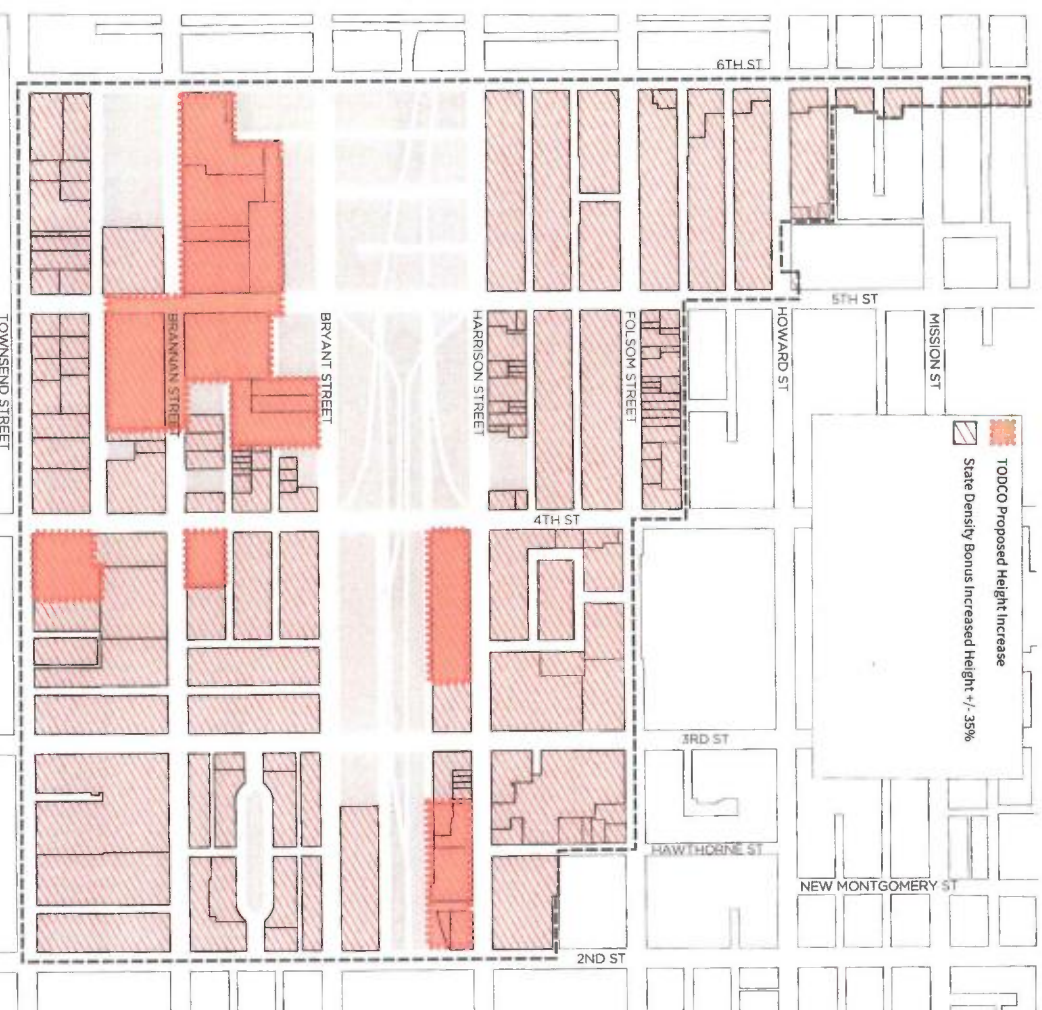 6TH ST
5TH ST
TOWNSEND STREET
BRANNAN STREET
BRYANT STREET
HARRISON STREET
FOLSOM STREET
HOWARD ST
MISSION ST
TODCO Proposed Height Increase
State Density Bonus Increased Height +/- 35%
4TH ST
3RD ST
HAWTHORNE ST
NEW MONTGOMERY ST
2ND ST